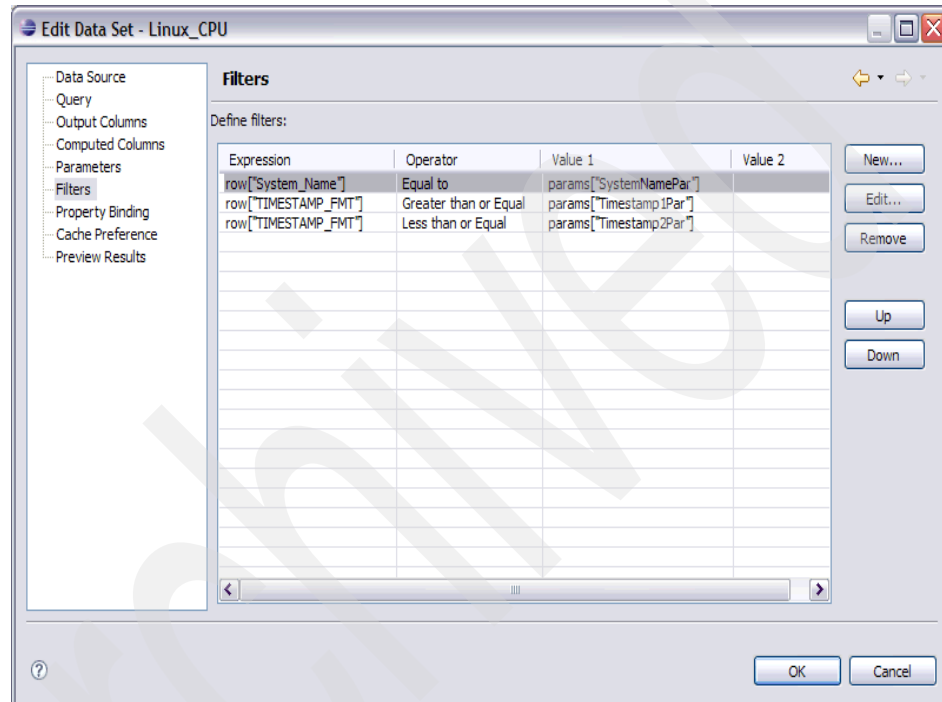 Edit Data Set - Linux_CPU
Data Source
Query
Output Columns
Computed Columns
Parameters
Filters
Property Binding
Cache Preference
Preview Results
Filters
Define filters:
Expression Operator Value 1 Value 2
row["System_Name"] Equal to params["SystemNamePar"]
row["TIMESTAMP_FMT"] Greater than or Equal params["Timestamp1Par"]
row["TIMESTAMP_FMT"] Less than or Equal params["Timestamp2Par"]
New...
Edit...
Remove
Up
Down
?
OK Cancel